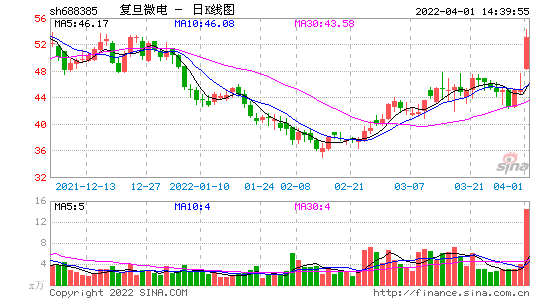 sh688385 复旦微电 - 日K线图 2022-04-01 14:39:55
MA5:46.17 MA10:46.08 MA30:43.58
56
52
48
44
40
36
32
sina
2021-12-13 12-27 2022-01-10 01-24 02-08 02-21 03-07 03-21 04-01
16
MA5:5 MA10:4 MA30:4
12
8
4
x万
Copyright 2022 SINA.COM http://finance.sina.com.cn